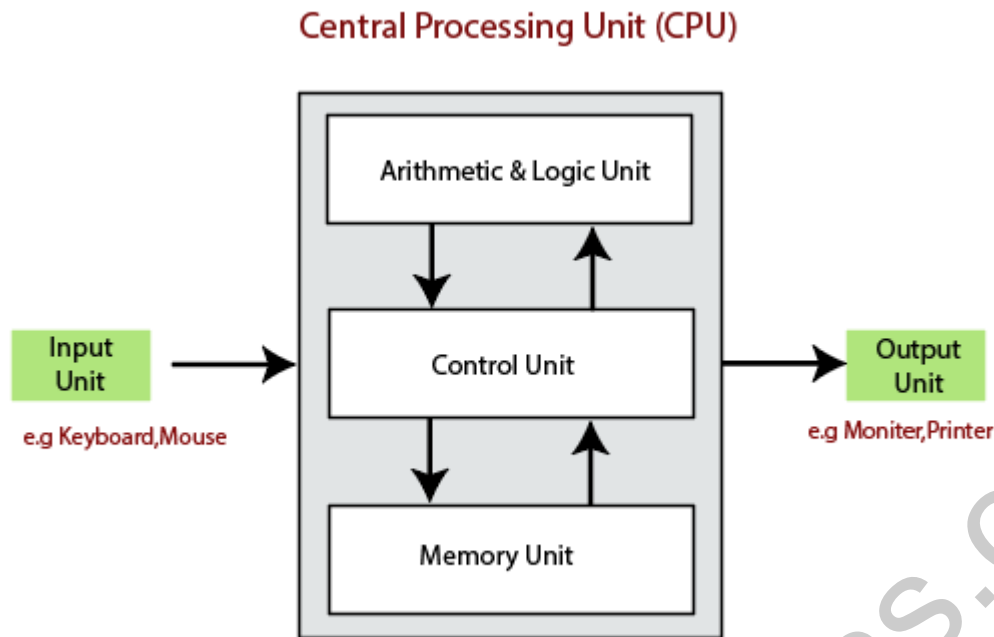 Central Processing Unit (CPU)
Arithmetic & Logic Unit
Input
Unit
Control Unit
Output
Unit
e.g Keyboard,Mouse
e.g Moniter,Printer
Memory Unit